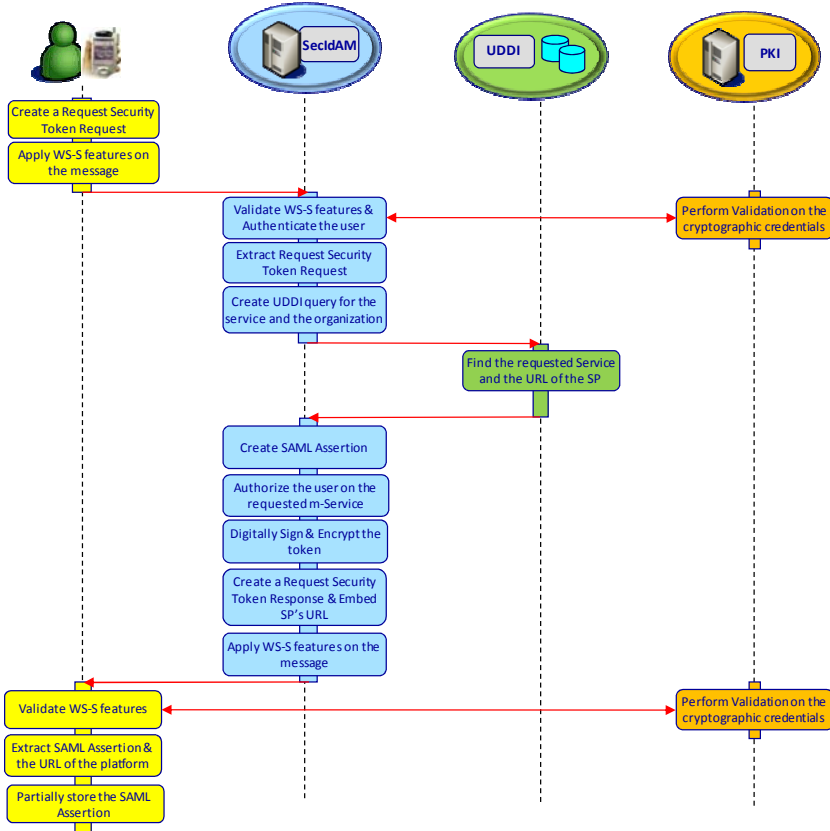 SecIdAM
UDDI
PKI
Create a Request Security
Token Request
Apply WS-S features on
the message
Validate WS-S features &
Authenticate the user
Perform Validation on the
cryptographic credentials
Extract Request Security
Token Request
Create UDDI query for the
service and the organization
Find the requested Service
and the URL of the SP
Create SAML Assertion
Authorize the user on the
requested m-Service
Digitally Sign & Encrypt the
token
Create a Request Security
Token Response & Embed
SP's URL
Apply WS-S features on the
message
Validate WS-S features
Perform Validation on the
cryptographic credentials
Extract SAML Assertion &
the URL of the platform
Partially store the SAML
Assertion